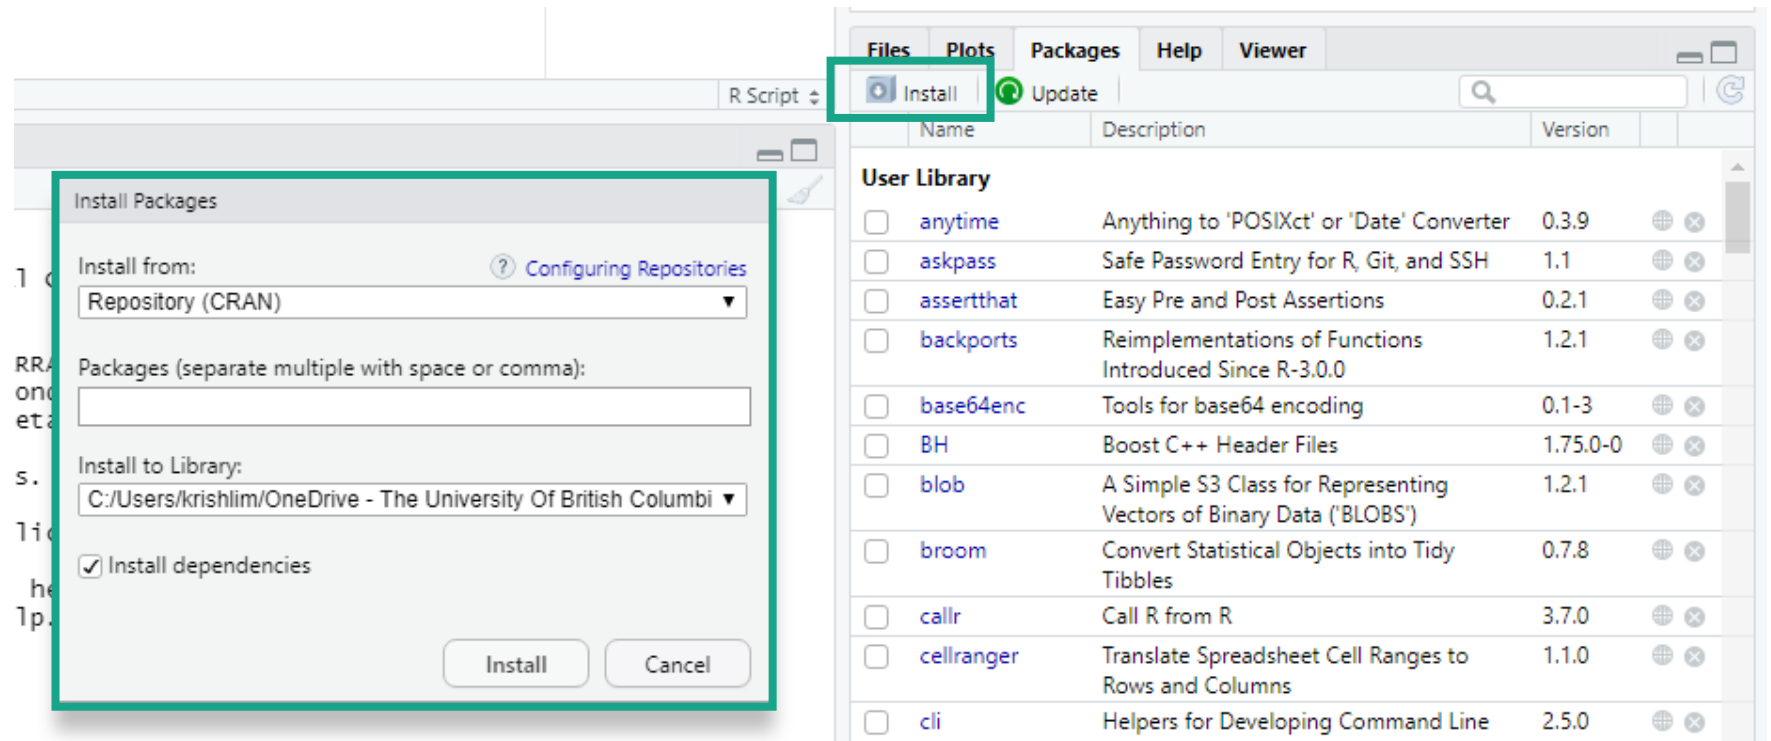 Files Plots Packages Help Viewer
R Script
Install Update
Name Description Version
User Library
anytime Anything to 'POSIXct' or 'Date' Converter 0.3.9
askpass Safe Password Entry for R, Git, and SSH 1.1
assertthat Easy Pre and Post Assertions 0.2.1
backports Reimplementations of Functions 1.2.1
Introduced Since R-3.0.0
base64enc Tools for base64 encoding 0.1-3
BH Boost C++ Header Files 1.75.0-0
blob A Simple S3 Class for Representing 1.2.1
Vectors of Binary Data ('BLOBS')
broom Convert Statistical Objects into Tidy 0.7.8
Tibbles
callr Call R from R 3.7.0
cellranger Translate Spreadsheet Cell Ranges to 1.1.0
Rows and Columns
cli Helpers for Developing Command Line 2.5.0
Install Packages
Install from: ? Configuring Repositories
Repository (CRAN)
Packages (separate multiple with space or comma):
Install to Library:
C:/Users/krishlim/OneDrive - The University Of British Columbi
Install dependencies
Install Cancel
RRA
eta
s.
lic
he
lp.